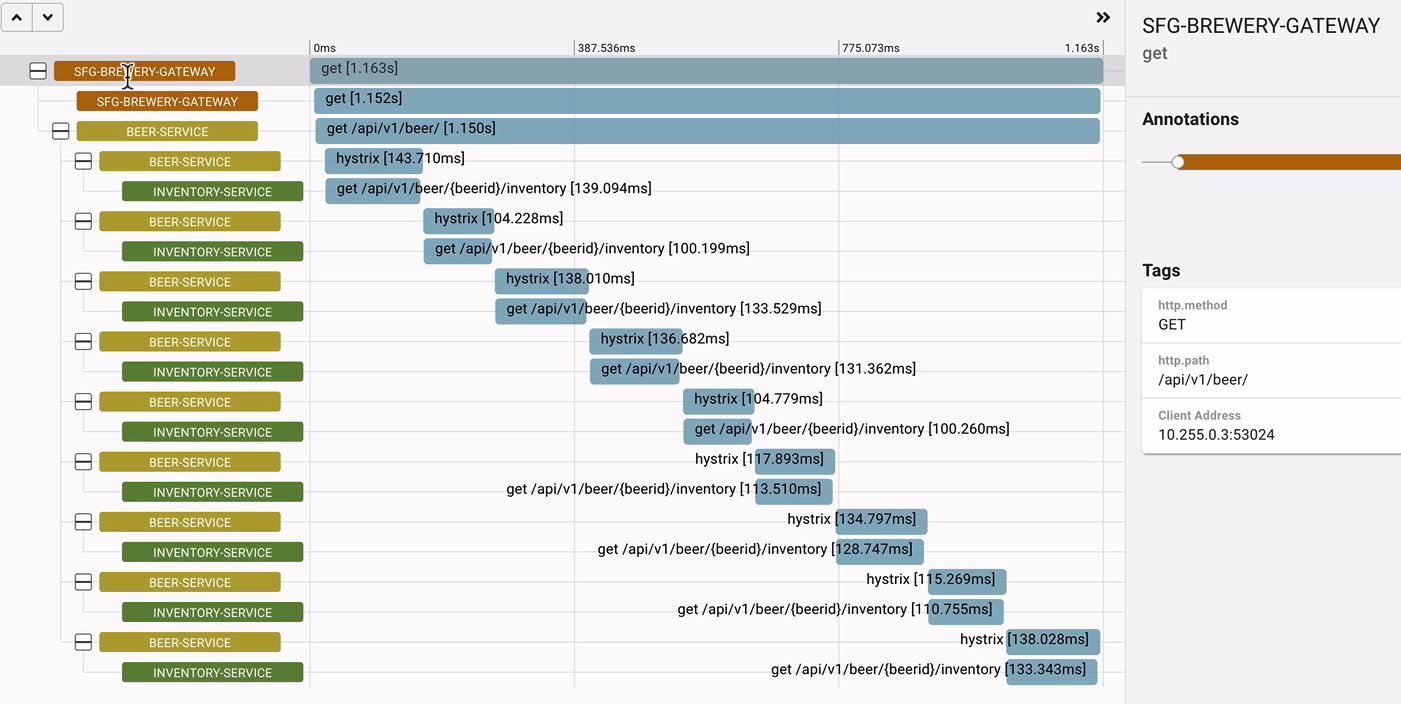 0ms 387.536ms 775.073ms 1.163s
SFG-BREWERY-GATEWAY get [1.163s]
SFG-BREWERY-GATEWAY get [1.152s]
BEER-SERVICE get /api/v1/beer/ [1.150s]
BEER-SERVICE hystrix [143.710ms]
INVENTORY-SERVICE get /api/v1/beer/{beerid}/inventory [139.094ms]
BEER-SERVICE hystrix [104.228ms]
INVENTORY-SERVICE get /api/v1/beer/{beerid}/inventory [100.199ms]
BEER-SERVICE hystrix [138.010ms]
INVENTORY-SERVICE get /api/v1/beer/{beerid}/inventory [133.529ms]
BEER-SERVICE hystrix [136.682ms]
INVENTORY-SERVICE get /api/v1/beer/{beerid}/inventory [131.362ms]
BEER-SERVICE hystrix [104.779ms]
INVENTORY-SERVICE get /api/v1/beer/{beerid}/inventory [100.260ms]
BEER-SERVICE hystrix [117.893ms]
INVENTORY-SERVICE get /api/v1/beer/{beerid}/inventory [113.510ms]
BEER-SERVICE hystrix [134.797ms]
INVENTORY-SERVICE get /api/v1/beer/{beerid}/inventory [128.747ms]
BEER-SERVICE hystrix [115.269ms]
INVENTORY-SERVICE get /api/v1/beer/{beerid}/inventory [110.755ms]
BEER-SERVICE hystrix [138.028ms]
INVENTORY-SERVICE get /api/v1/beer/{beerid}/inventory [133.343ms]
SFG-BREWERY-GATEWAY
get
Annotations
Tags
http.method
GET
http.path
/api/v1/beer/
Client Address
10.255.0.3:53024